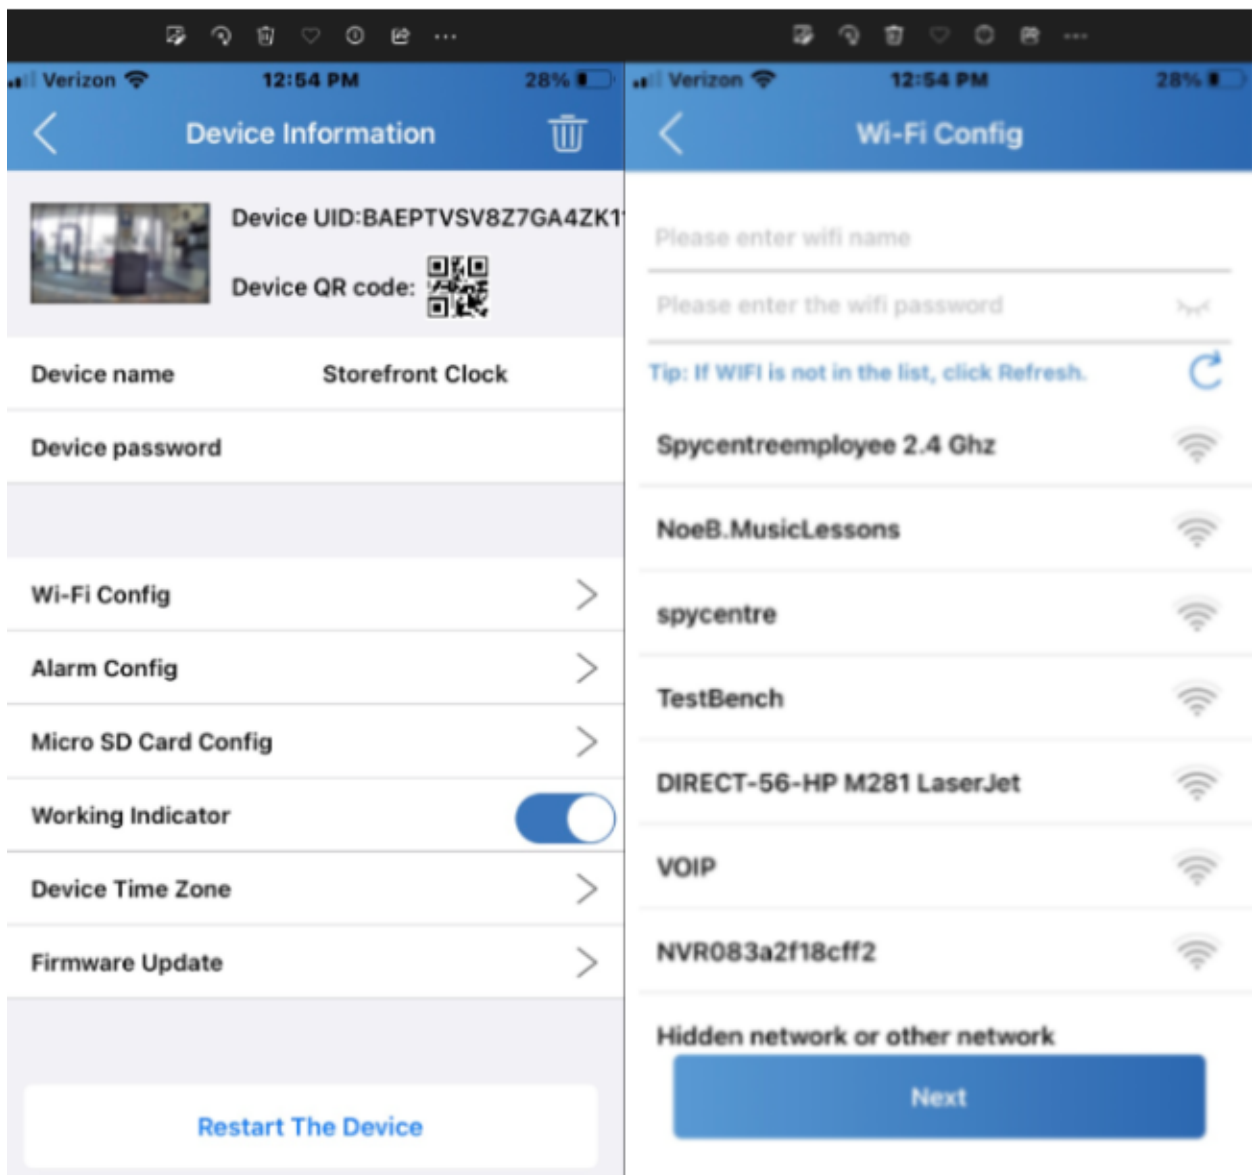 Verizon 12:54 PM 28%
Device Information
Device UID:BAEPTVSV8Z7GA4ZK1
Device QR code:
Device name Storefront Clock
Device password
Wi-Fi Config
Alarm Config
Micro SD Card Config
Working Indicator
Device Time Zone
Firmware Update
Restart The Device
Verizon 12:54 PM 28%
Wi-Fi Config
Please enter wifi name
Please enter the wifi password
Tip: If WIFI is not in the list, click Refresh.
Spycentreemployee 2.4 Ghz
NoeB.MusicLessons
spycentre
TestBench
DIRECT-56-HP M281 LaserJet
VOIP
NVR083a2f18cff2
Hidden network or other network
Next